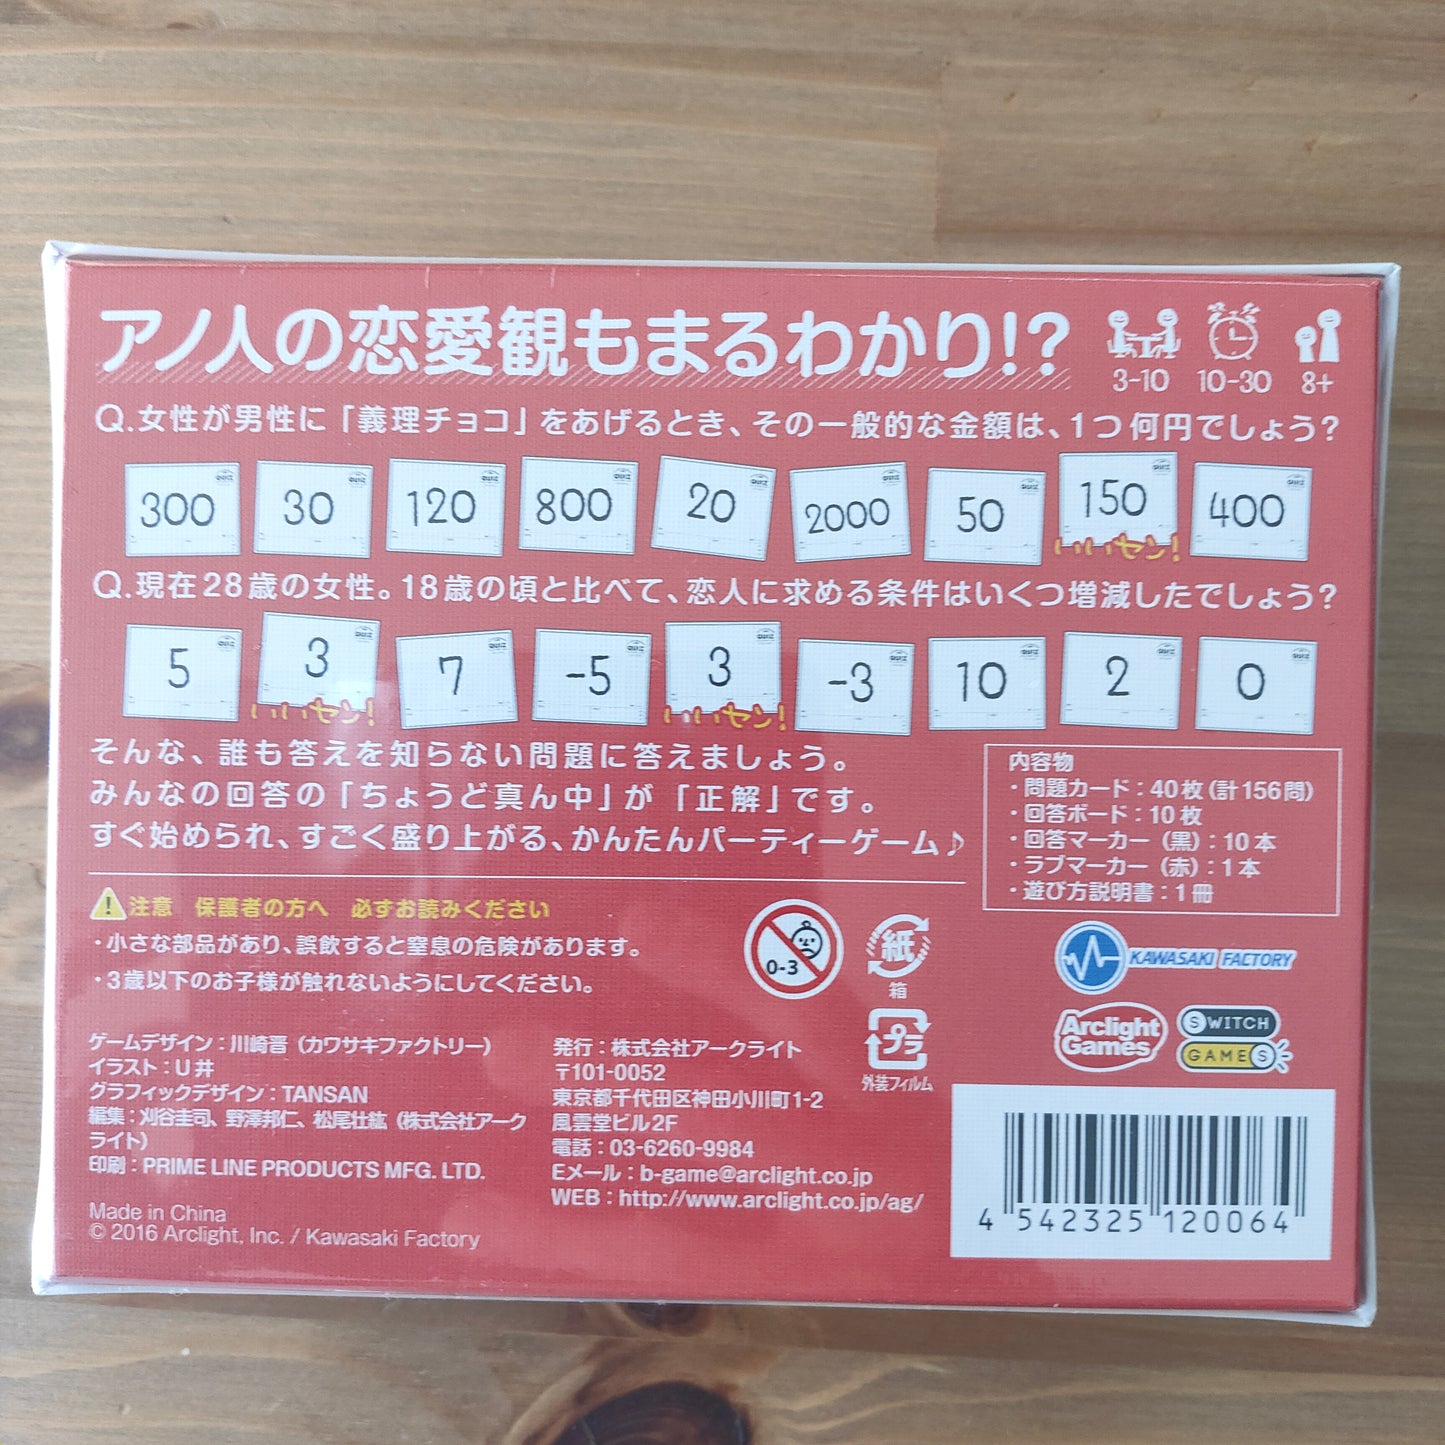 アノ人の恋愛観もまるわかり!?
3-10 10-30 8+
Q.女性が男性に「義理チョコ」をあげるとき、その一般的な金額は、1つ何円でしょう?
300 30 120 800 20 2000 50 150 400
いいセン!
Q.現在28歳の女性。18歳の頃と比べて、恋人に求める条件はいくつ増減したでしょう?
5 3 7 -5 3 -3 10 2 0
いいセン! いいセン!
そんな、誰も答えを知らない問題に答えましょう。
みんなの回答の「ちょうど真ん中」が「正解」です。
すぐ始められ、すごく盛り上がる、かんたんパーティーゲーム♪
内容物
・問題カード：40枚(計156問)
・回答ボード：10枚
・回答マーカー（黒）：10本
・ラブマーカー（赤）：1本
・遊び方説明書：1冊
注意 保護者の方へ 必ずお読みください
・小さな部品があり、誤飲すると窒息の危険があります。
・3歳以下のお子様が触れないようにしてください。
0-3
紙
箱
プラ
外装フィルム
KAWASAKI FACTORY
Arclight
Games
SWITCH
GAMES
ゲームデザイン：川崎晋（カワサキファクトリー）
イラスト：U井
グラフィックデザイン：TANSAN
編集：刈谷圭司、野澤邦仁、松尾壮紘（株式会社アーク
ライト）
印刷：PRIME LINE PRODUCTS MFG. LTD.
Made in China
© 2016 Arclight, Inc. / Kawasaki Factory
発行：株式会社アークライト
〒101-0052
東京都千代田区神田小川町1-2
風雲堂ビル2F
電話：03-6260-9984
Eメール：b-game@arclight.co.jp
WEB：http://www.arclight.co.jp/ag/
4 542325 120064